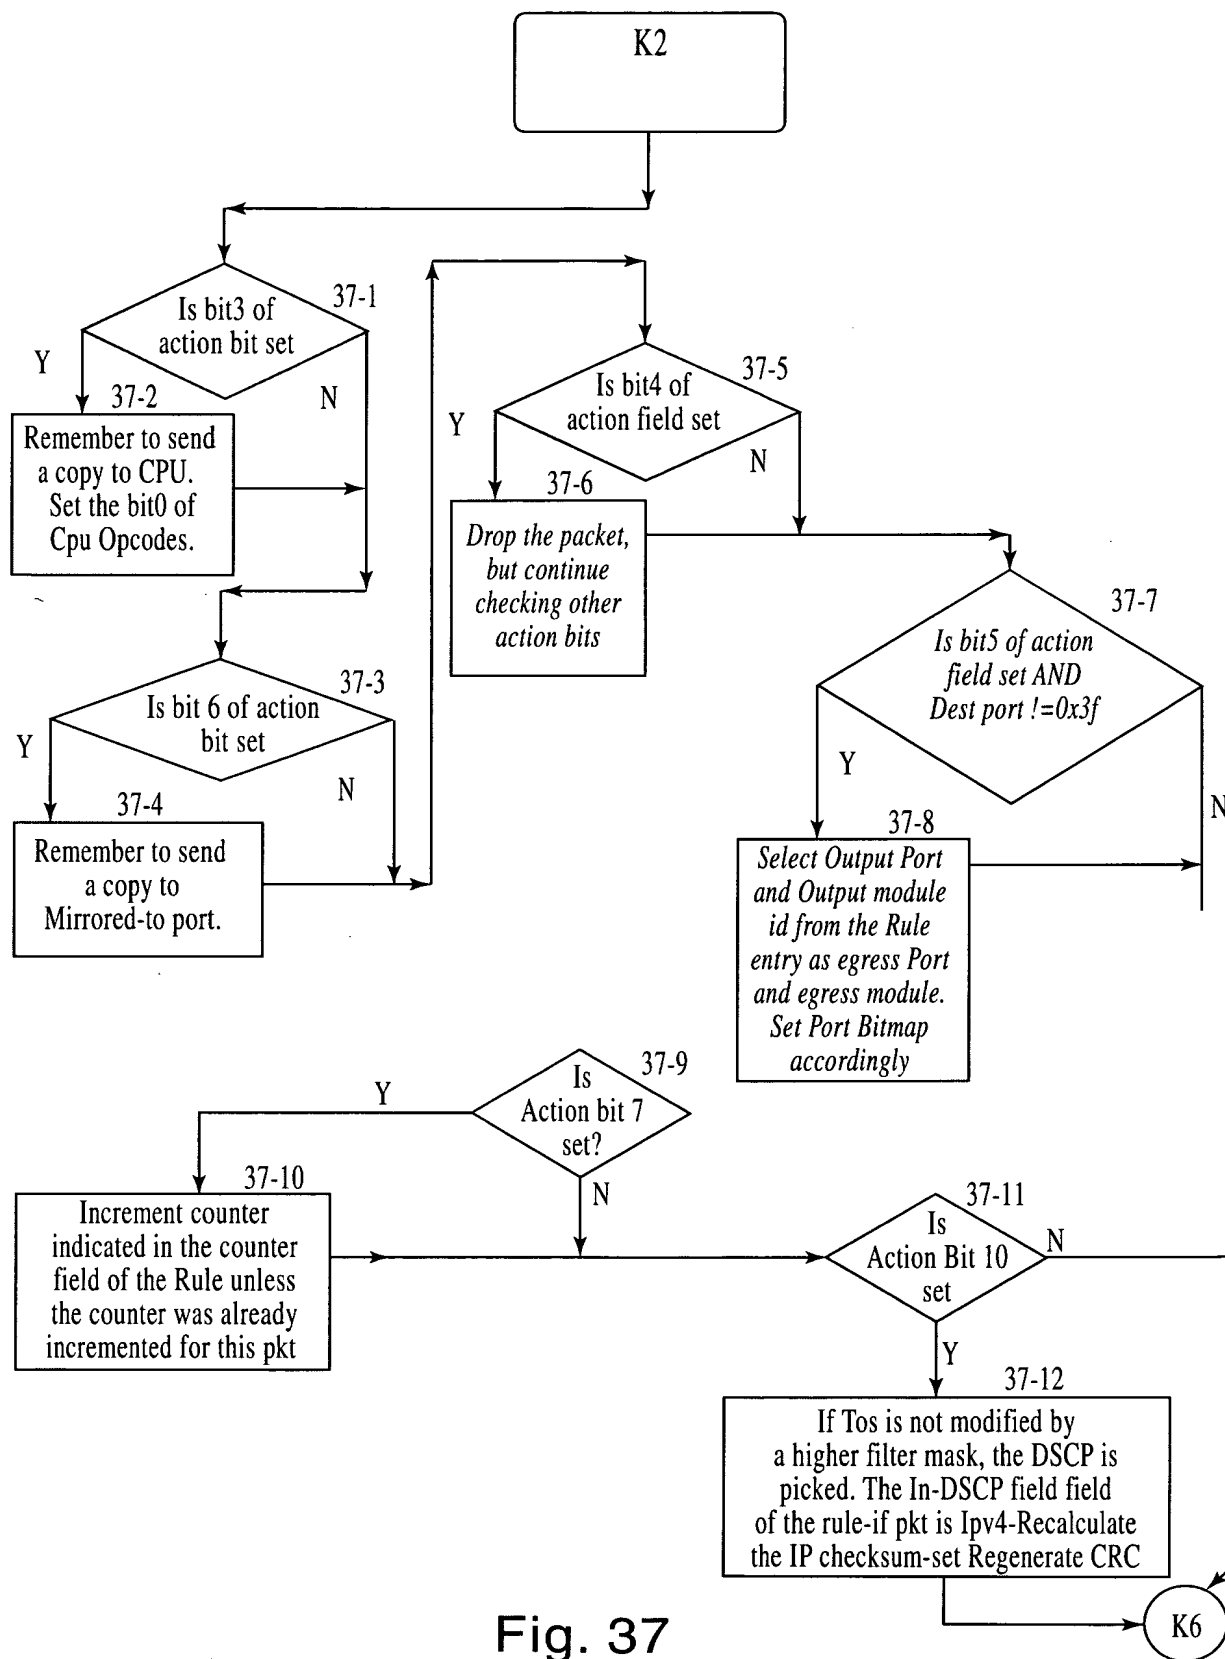 K2
37-1
Is bit3 of
action bit set
Y
N
37-2
Remember to send
a copy to CPU.
Set the bit0 of
Cpu Opcodes.
37-3
Is bit 6 of action
bit set
Y
N
37-4
Remember to send
a copy to
Mirrored-to port.
37-5
Is bit4 of
action field set
Y
N
37-6
Drop the packet,
but continue
checking other
action bits
37-7
Is bit5 of action
field set AND
Dest port !=0x3f
Y
N
37-8
Select Output Port
and Output module
id from the Rule
entry as egress Port
and egress module.
Set Port Bitmap
accordingly
37-9
Is
Action bit 7
set?
Y
N
37-10
Increment counter
indicated in the counter
field of the Rule unless
the counter was already
incremented for this pkt
37-11
Is
Action Bit 10
set
N
Y
37-12
If Tos is not modified by
a higher filter mask, the DSCP is
picked. The In-DSCP field field
of the rule-if pkt is Ipv4-Recalculate
the IP checksum-set Regenerate CRC
K6
Fig. 37